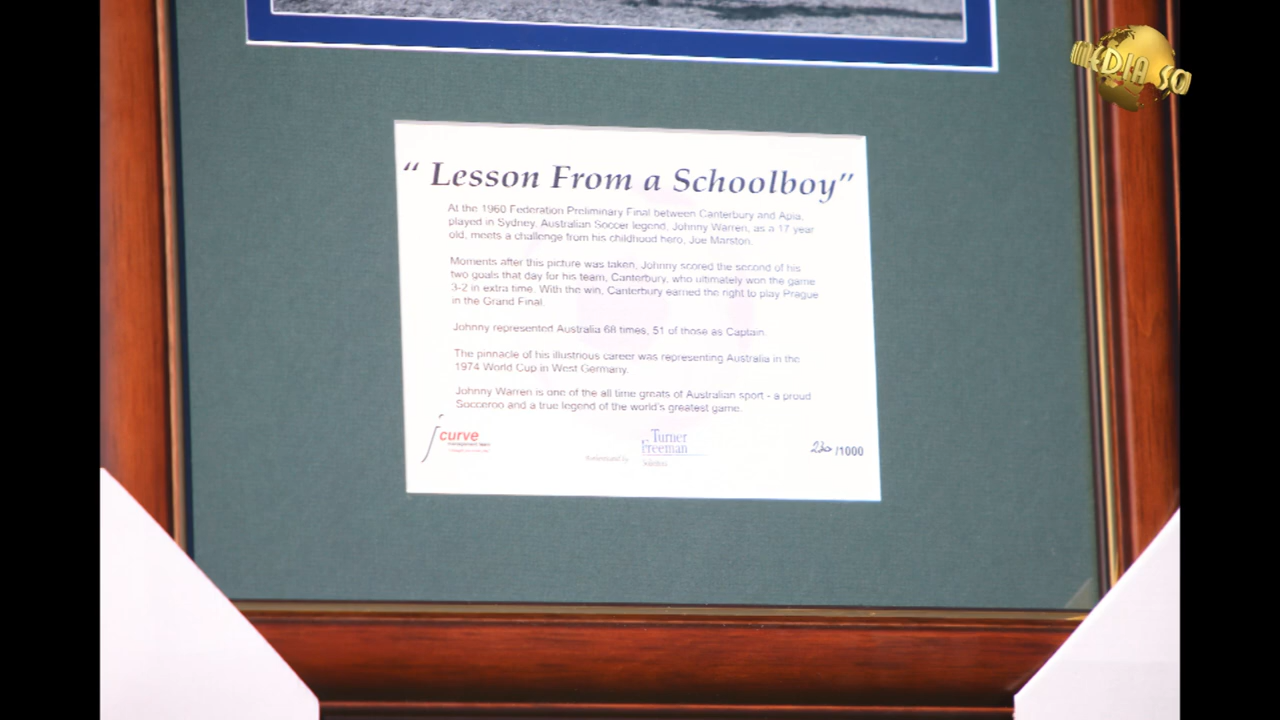 MEDIA SO
“ Lesson From a Schoolboy”
At the 1960 Federation Preliminary Final between Canterbury and Apia,
played in Sydney, Australian Soccer legend, Johnny Warren, as a 17 year
old, meets a challenge from his childhood hero, Joe Marston.
Moments after this picture was taken, Johnny scored the second of his
two goals that day for his team, Canterbury, who ultimately won the game
3-2 in extra time. With the win, Canterbury earned the right to play Prague
in the Grand Final.
Johnny represented Australia 68 times, 51 of those as Captain.
The pinnacle of his illustrious career was representing Australia in the
1974 World Cup in West Germany.
Johnny Warren is one of the all time greats of Australian sport - a proud
Socceroo and a true legend of the world's greatest game.
curve
Turner
Freeman
Solicitors
230 /1000